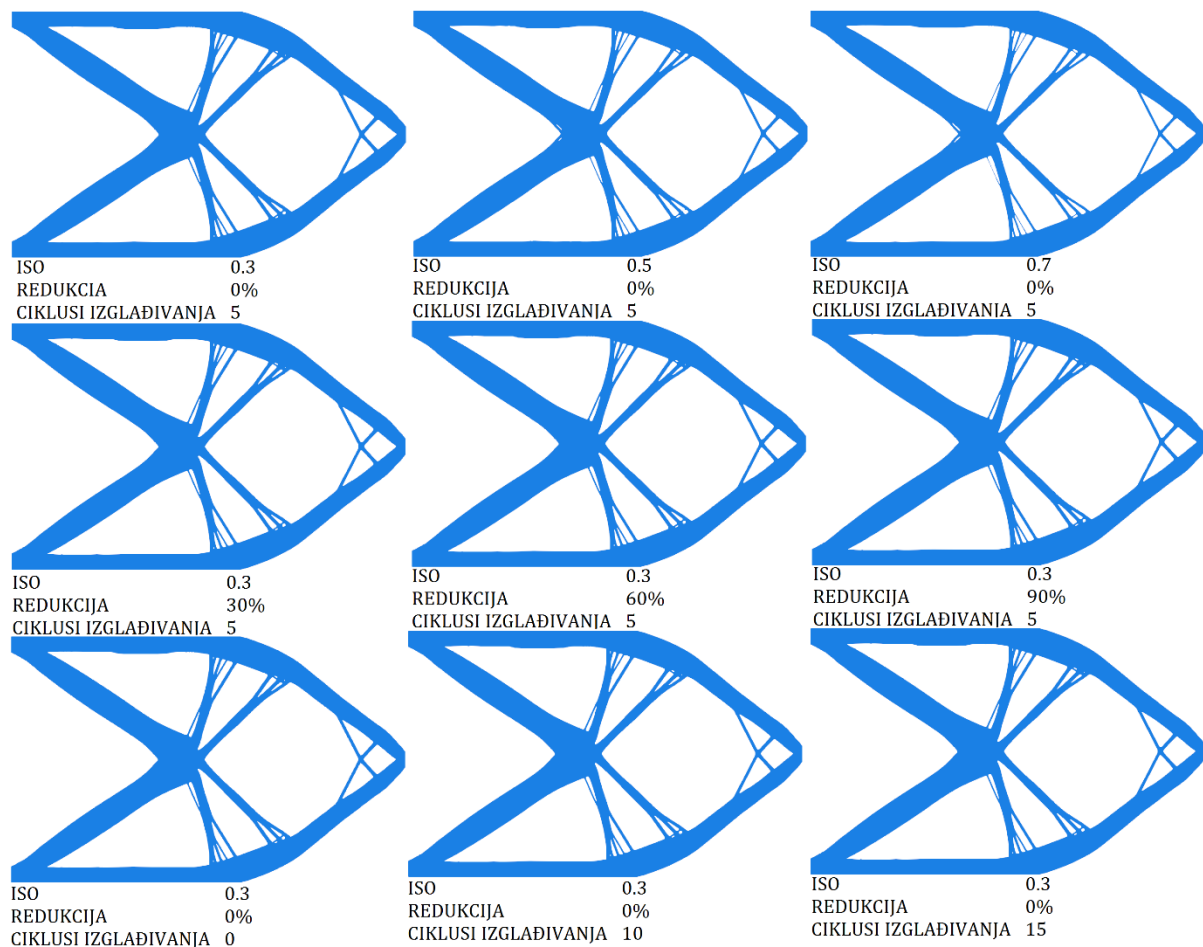 ISO 0.3
REDUKCIA 0%
CIKLUSI IZGLAĐIVANJA 5
ISO 0.5
REDUKCIJA 0%
CIKLUSI IZGLAĐIVANJA 5
ISO 0.7
REDUKCIJA 0%
CIKLUSI IZGLAĐIVANJA 5
ISO 0.3
REDUKCIJA 30%
CIKLUSI IZGLAĐIVANJA 5
ISO 0.3
REDUKCIJA 60%
CIKLUSI IZGLAĐIVANJA 5
ISO 0.3
REDUKCIJA 90%
CIKLUSI IZGLAĐIVANJA 5
ISO 0.3
REDUKCIJA 0%
CIKLUSI IZGLAĐIVANJA 0
ISO 0.3
REDUKCIJA 0%
CIKLUSI IZGLAĐIVANJA 10
ISO 0.3
REDUKCIJA 0%
CIKLUSI IZGLAĐIVANJA 15